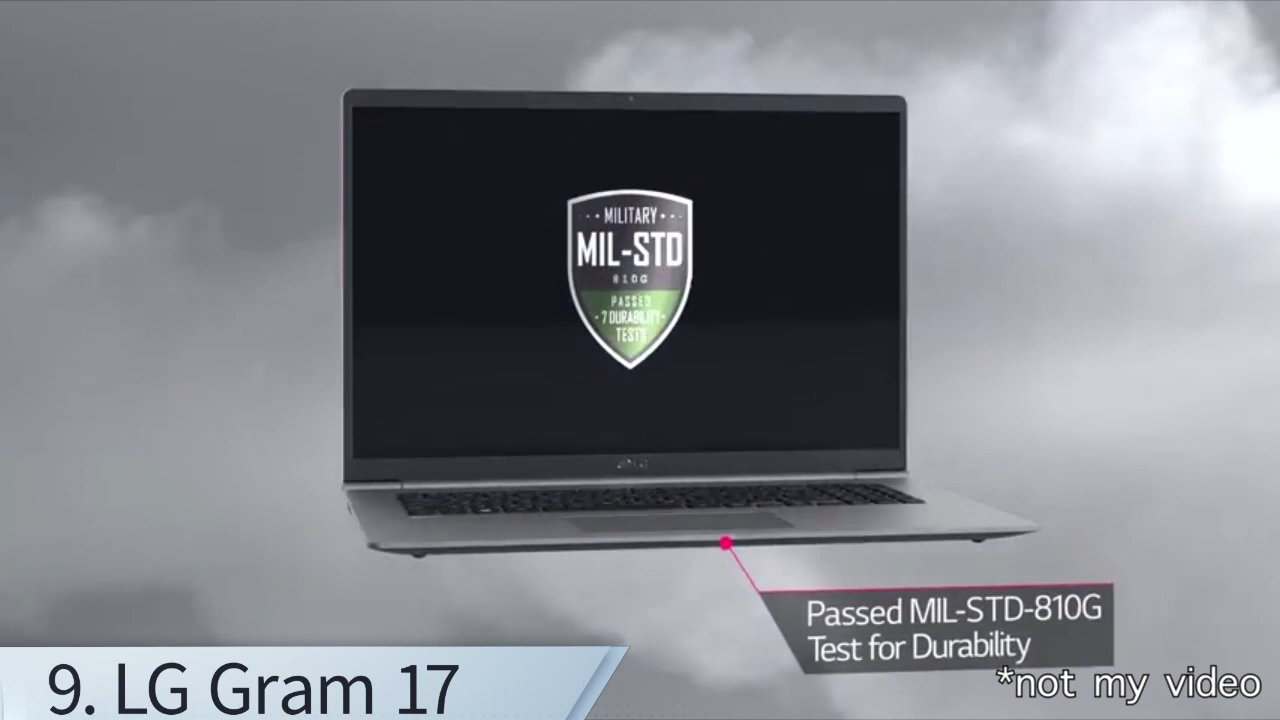 MILITARY
MIL-STD
810G
PASSED
7 DURABILITY
TESTS
Passed MIL-STD-810G
Test for Durability
*not my video
9. LG Gram 17